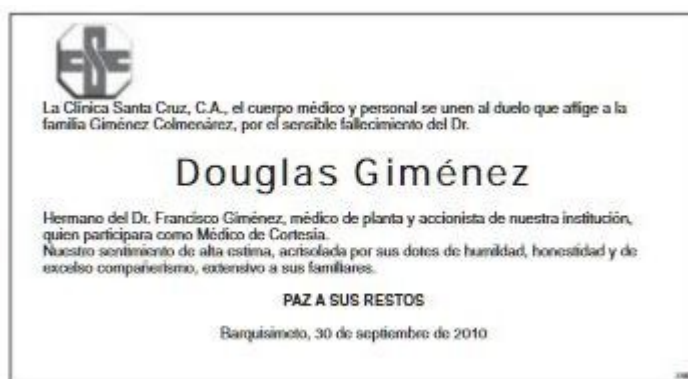 CSC
La Clínica Santa Cruz, C.A., el cuerpo médico y personal se unen al duelo que aflige a la
familia Giménez Colmenárez, por el sensible fallecimiento del Dr.
Douglas Giménez
Hermano del Dr. Francisco Giménez, médico de planta y accionista de nuestra institución,
quien participara como Médico de Cortesía.
Nuestro sentimiento de alta estima, acrisolada por sus dotes de humildad, honestidad y de
excelso compañerismo, extensivo a sus familiares.
PAZ A SUS RESTOS
Barquisimeto, 30 de septiembre de 2010